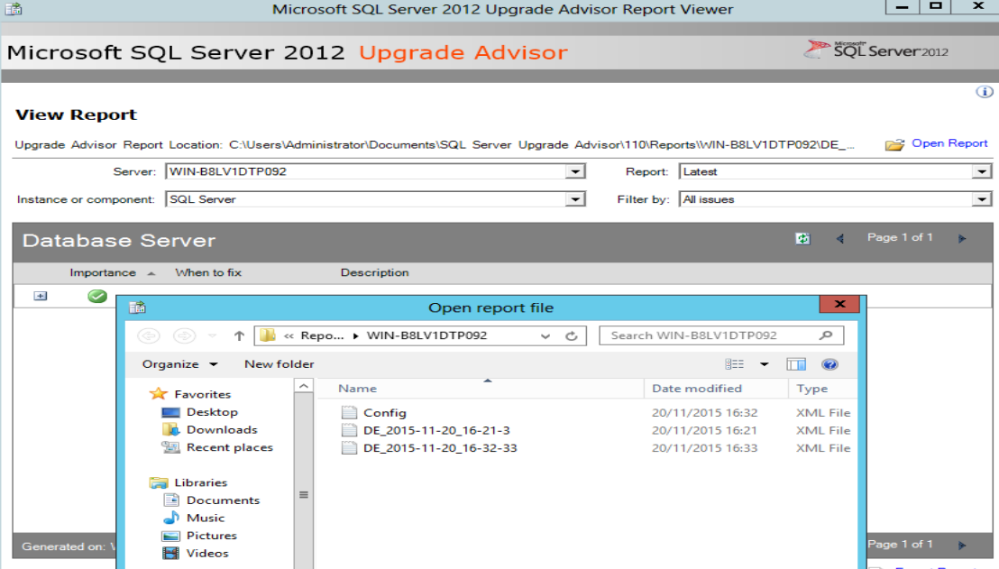 Microsoft SQL Server 2012 Upgrade Advisor Report Viewer
Microsoft SQL Server 2012 Upgrade Advisor
Microsoft SQL Server 2012
View Report
Upgrade Advisor Report Location: C:\Users\Administrator\Documents\SQL Server Upgrade Advisor\110\Reports\WIN-B8LV1DTP092\DE_... Open Report
Server: WIN-B8LV1DTP092 Report: Latest
Instance or component: SQL Server Filter by: All issues
Database Server Page 1 of 1
Importance When to fix Description
Open report file
« Repo... WIN-B8LV1DTP092 Search WIN-B8LV1DTP092
Organize New folder
Favorites Name Date modified Type
Desktop Config 20/11/2015 16:32 XML File
Downloads DE_2015-11-20_16-21-3 20/11/2015 16:21 XML File
Recent places DE_2015-11-20_16-32-33 20/11/2015 16:33 XML File
Libraries
Documents
Music
Pictures
Videos
Generated on: Page 1 of 1